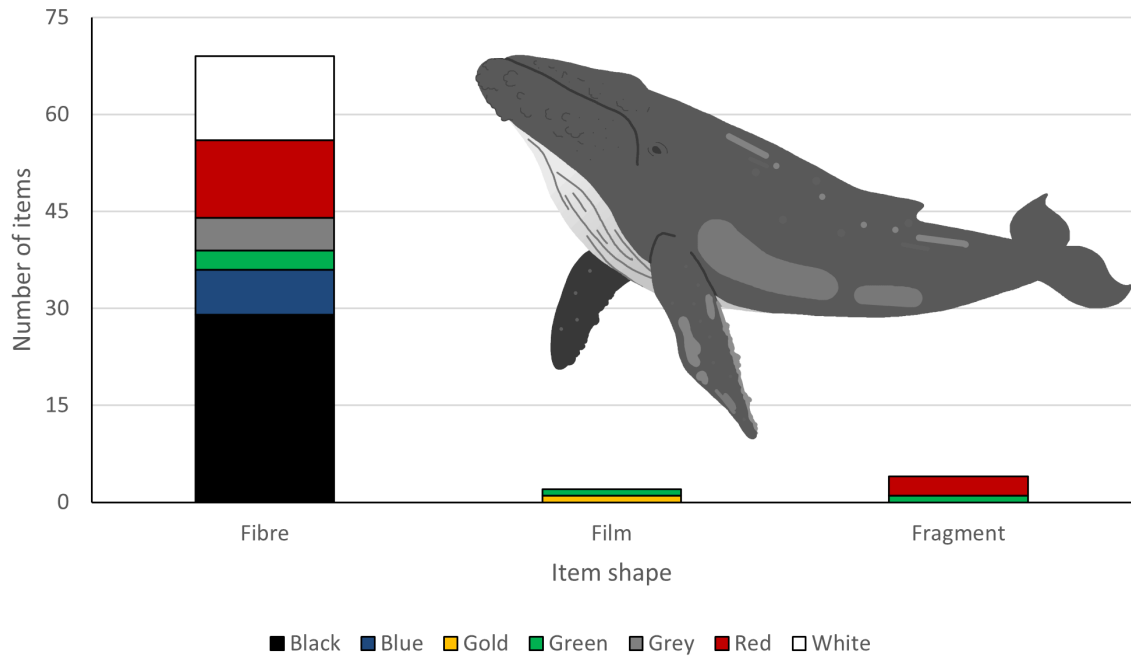 75
60
45
30
15
0
Number of items
Fibre Film Fragment
Item shape
Black Blue Gold Green Grey Red White